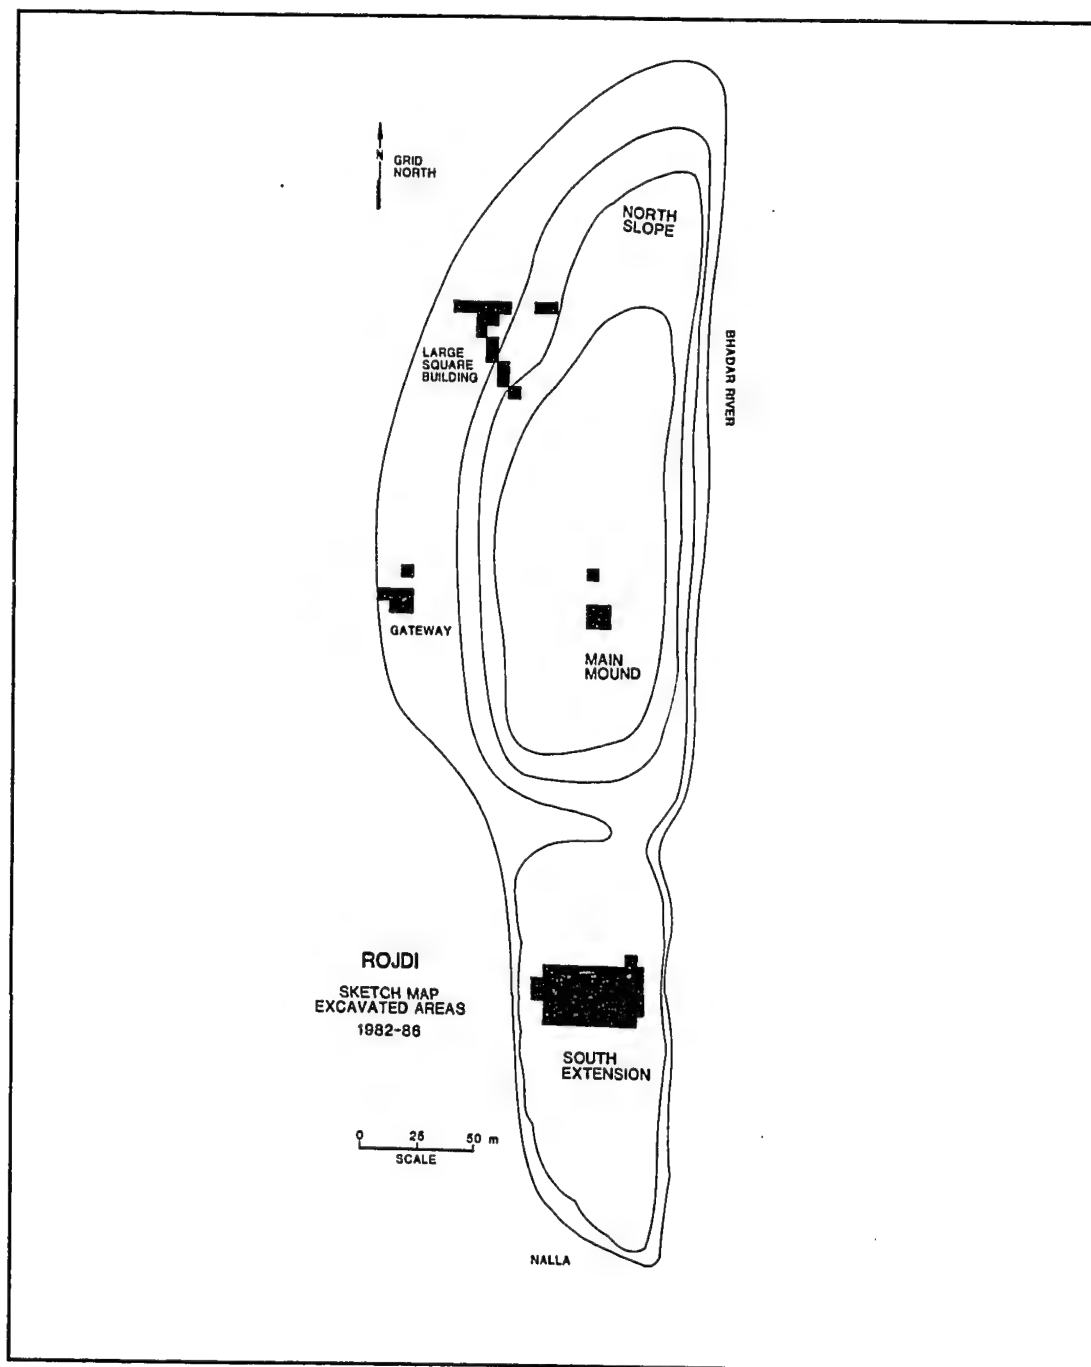 N
GRID
NORTH
NORTH
SLOPE
BHADAR RIVER
LARGE
SQUARE
BUILDING
GATEWAY
MAIN
MOUND
ROJDI
SKETCH MAP
EXCAVATED AREAS
1982-86
SOUTH
EXTENSION
0 25 50 m
SCALE
NALLA